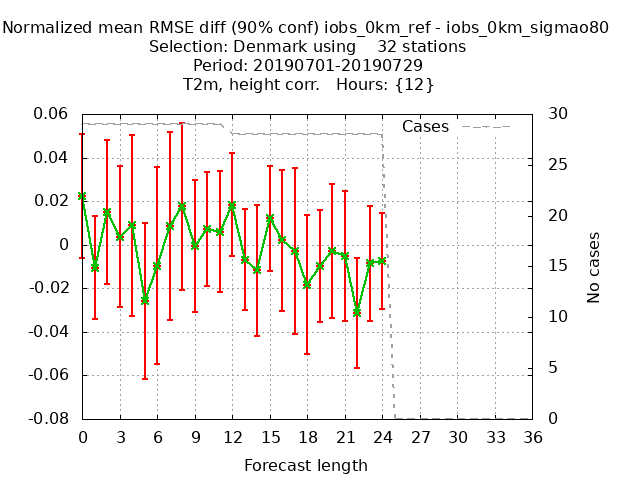 Normalized mean RMSE diff (90% conf) iobs_0km_ref - iobs_0km_sigmao80
Selection: Denmark using    32 stations
Period: 20190701-20190729
T2m, height corr.   Hours: {12}
Cases
0.06
0.04
0.02
0
-0.02
-0.04
-0.06
-0.08
30
25
20
15
10
5
0
No cases
0 3 6 9 12 15 18 21 24 27 30 33 36
Forecast length